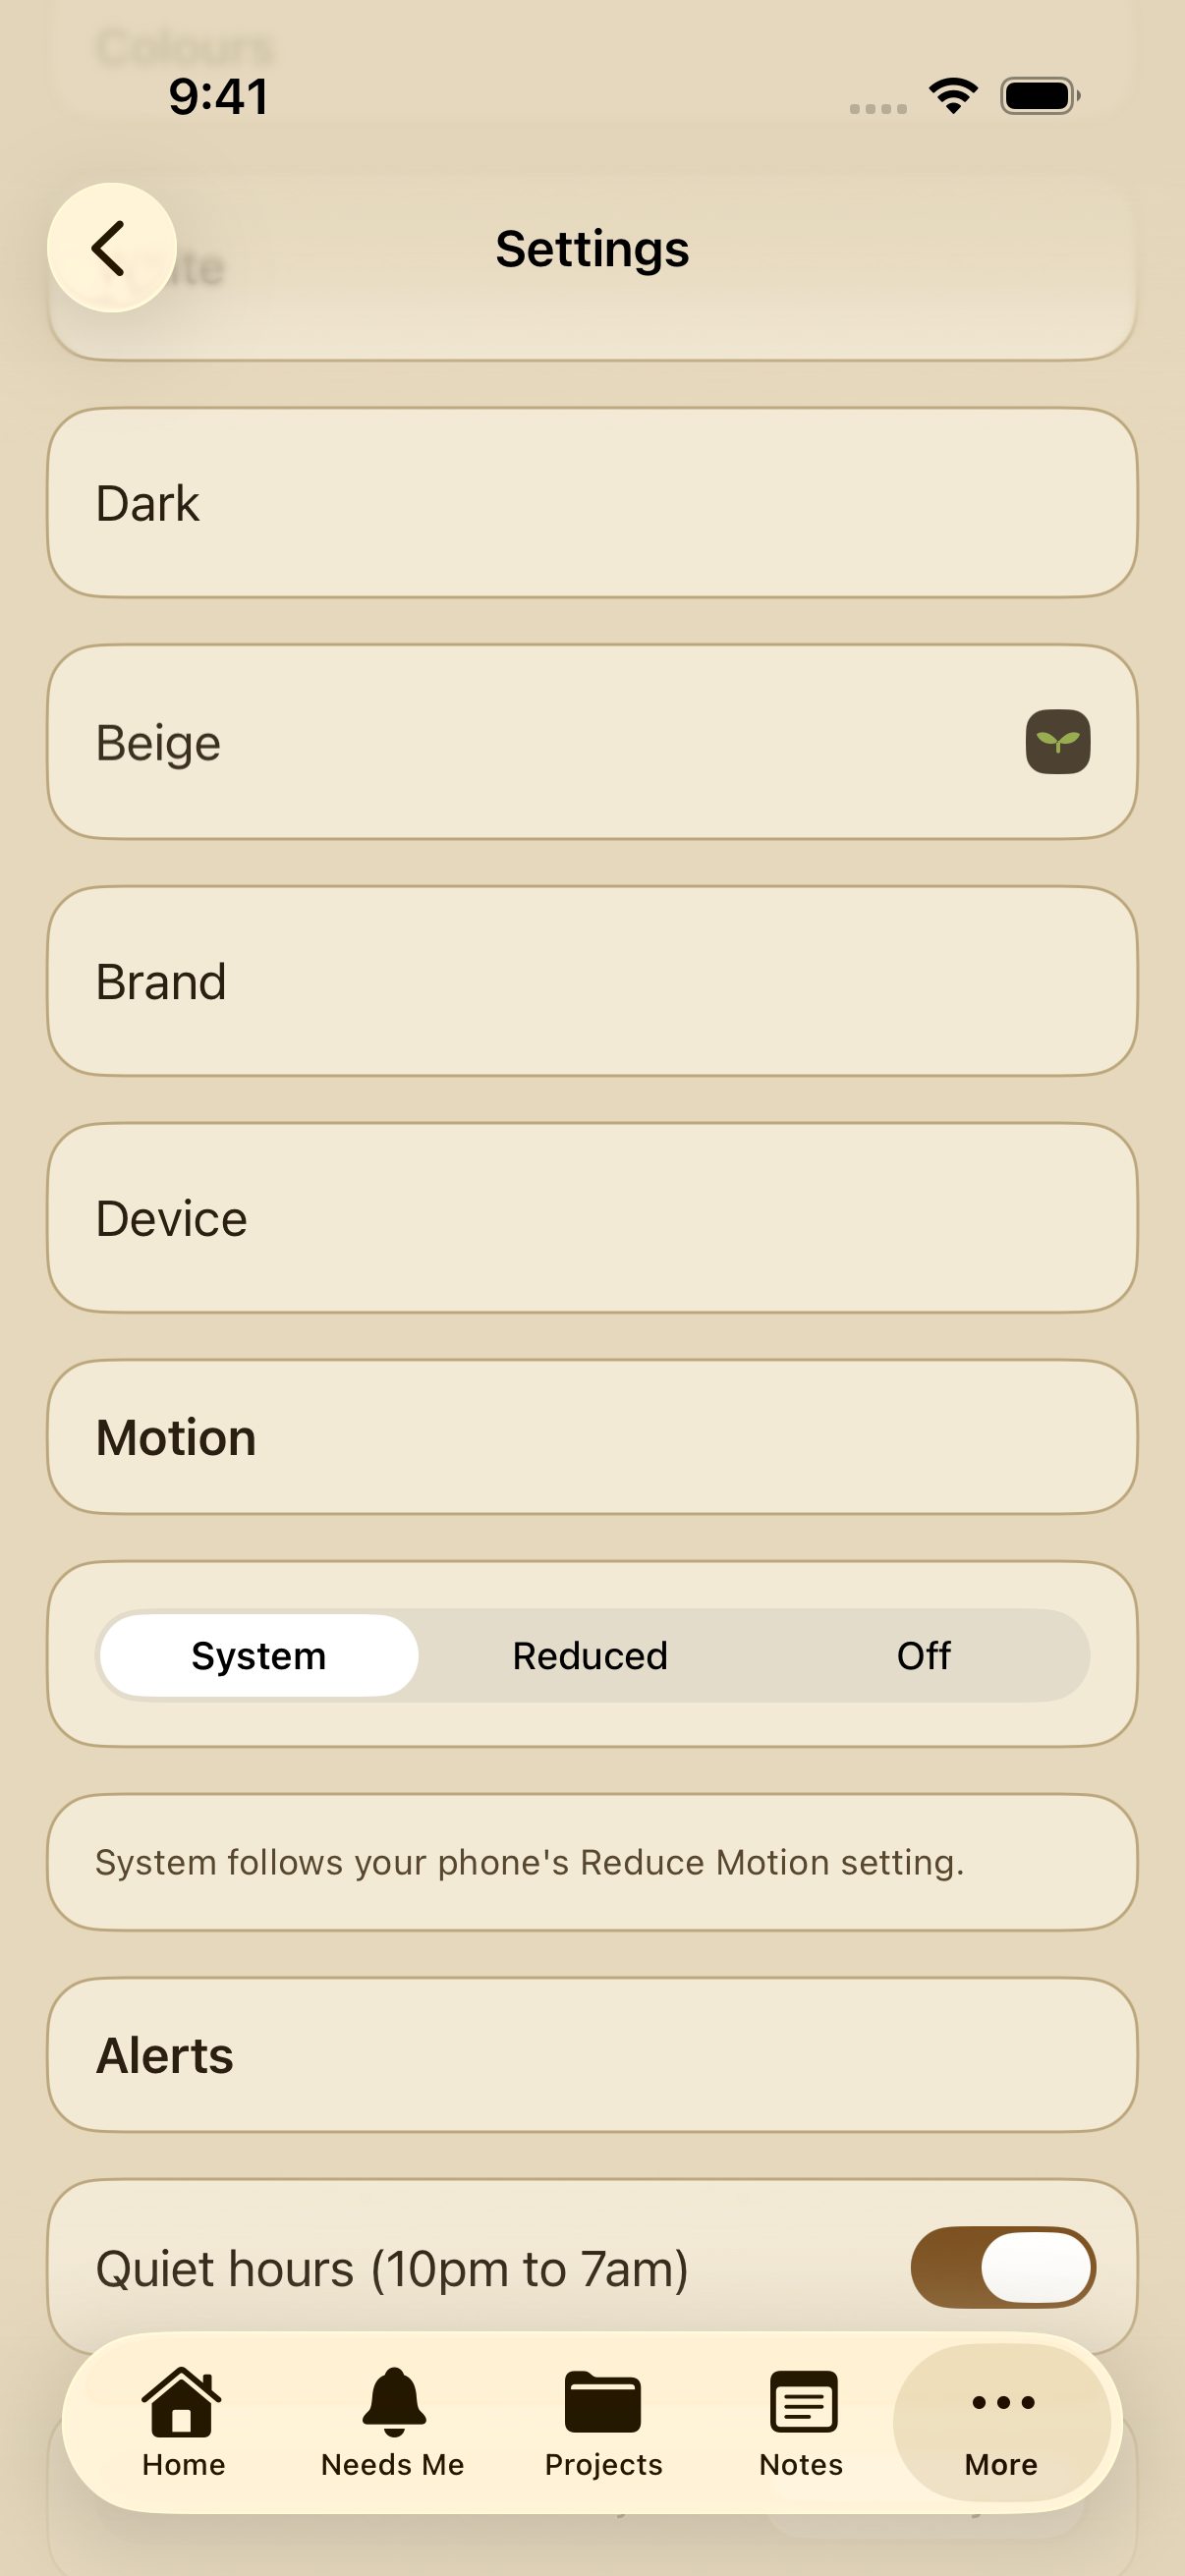 Colours
9:41
Settings
Dark
Beige
Brand
Device
Motion
System
Reduced
Off
System follows your phone's Reduce Motion setting.
Alerts
Quiet hours (10pm to 7am)
Home
Needs Me
Projects
Notes
More